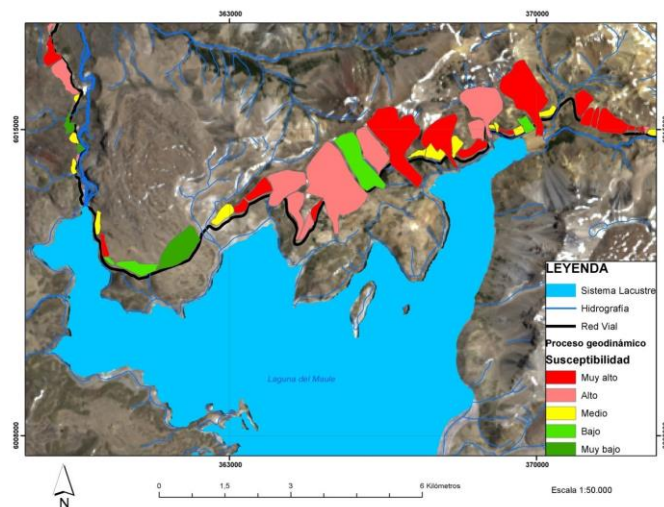 363000
370000
6015000
LEYENDA
Sistema Lacustre
Hidrografía
Red Vial
Proceso geodinámico
Susceptibilidad
Muy alto
Alto
Medio
Bajo
Muy bajo
Laguna del Maule
6008000
363000
370000
N
0 1,5 3 6 Kilómetros
Escala 1:50.000